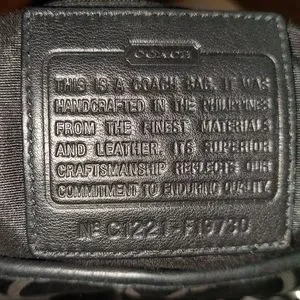 COACH
THIS IS A COACH BAG. IT WAS
HANDCRAFTED IN THE PHILIPPINES
FROM THE FINEST MATERIALS
AND LEATHER. ITS SUPERIOR
CRAFTSMANSHIP REFLECTS OUR
COMMITMENT TO ENDURING QUALITY.
Nº C1221-F15730